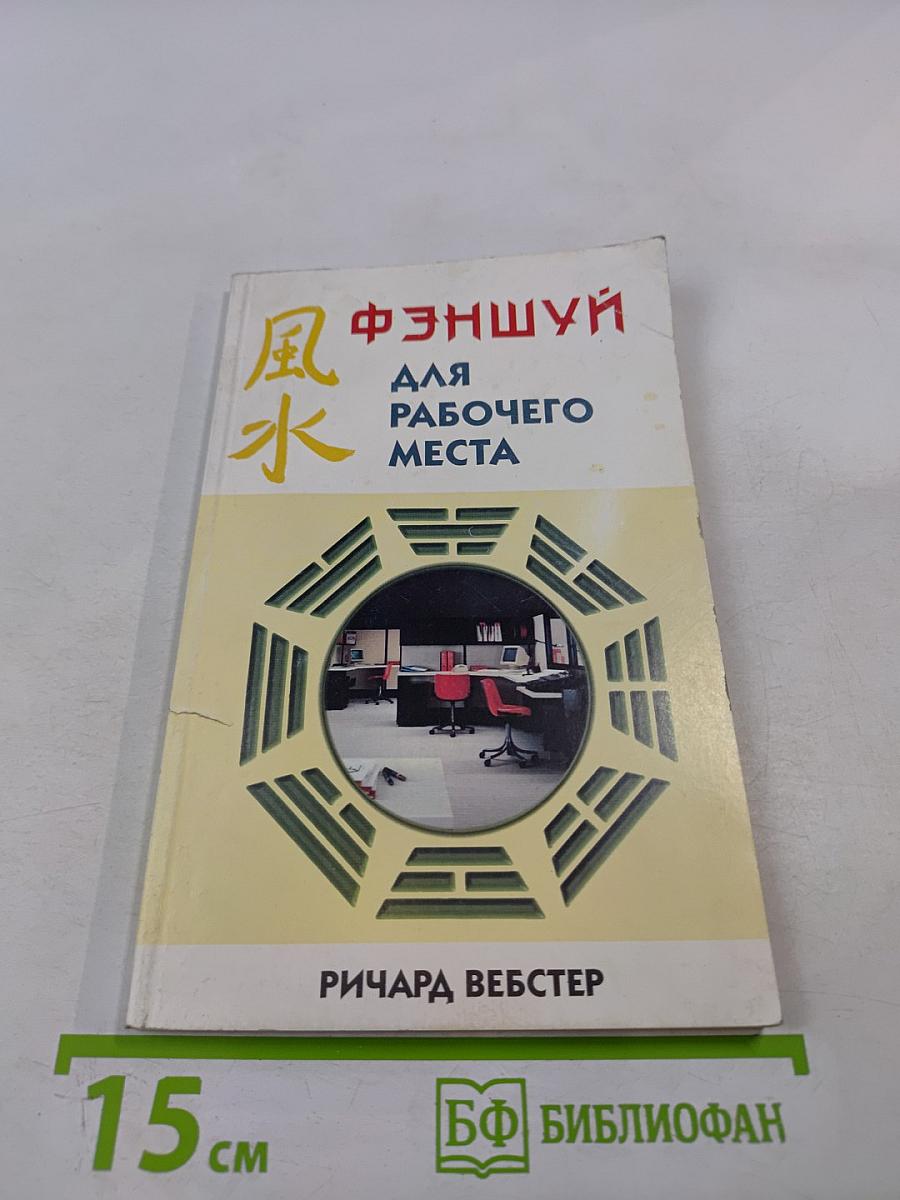 風水
ФЭНШУЙ
ДЛЯ
РАБОЧЕГО
МЕСТА
РИЧАРД ВЕБСТЕР
15 см
БФ БИБЛИОФАН